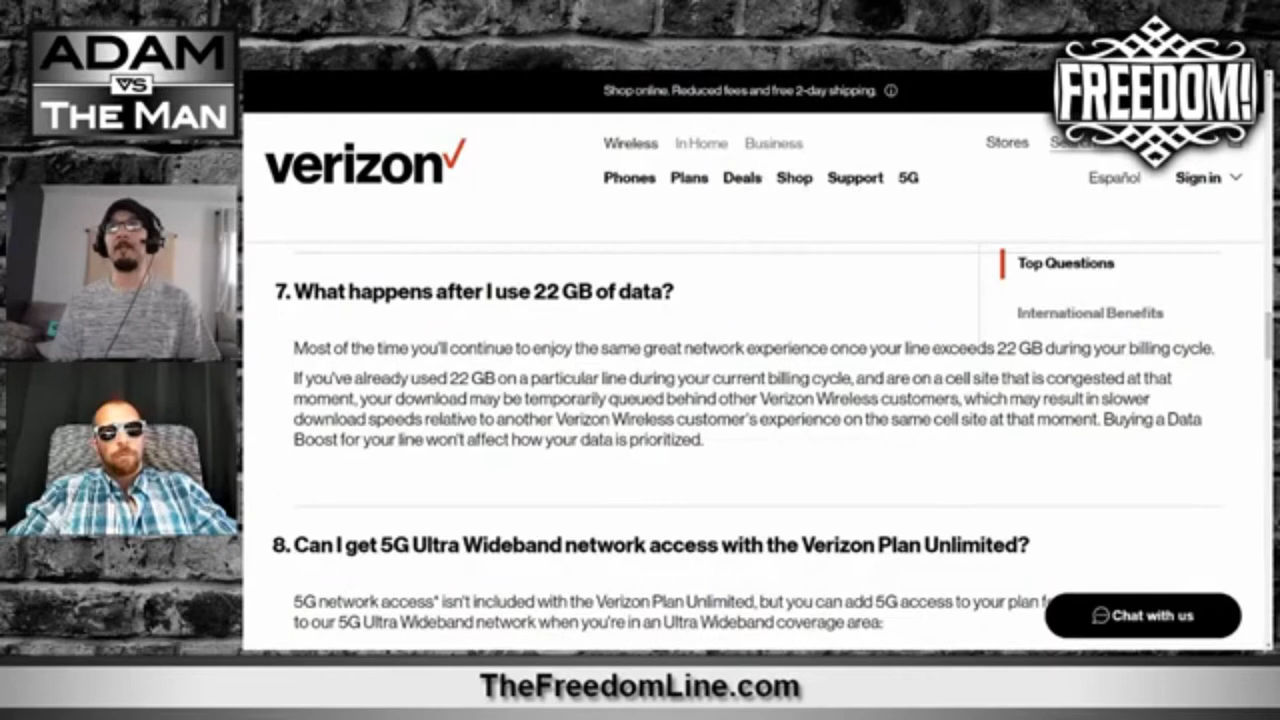 ADAM
VS
THE MAN
FREEDOM!
Shop online. Reduced fees and free 2-day shipping.
verizon
Wireless In Home Business
Stores
Phones Plans Deals Shop Support 5G
Español Sign in
Top Questions
International Benefits
7. What happens after I use 22 GB of data?
Most of the time you'll continue to enjoy the same great network experience once your line exceeds 22 GB during your billing cycle.
If you've already used 22 GB on a particular line during your current billing cycle, and are on a cell site that is congested at that
moment, your download may be temporarily queued behind other Verizon Wireless customers, which may result in slower
download speeds relative to another Verizon Wireless customer's experience on the same cell site at that moment. Buying a Data
Boost for your line won't affect how your data is prioritized.
8. Can I get 5G Ultra Wideband network access with the Verizon Plan Unlimited?
5G network access* isn't included with the Verizon Plan Unlimited, but you can add 5G access to your plan
to our 5G Ultra Wideband network when you're in an Ultra Wideband coverage area:
Chat with us
TheFreedomLine.com